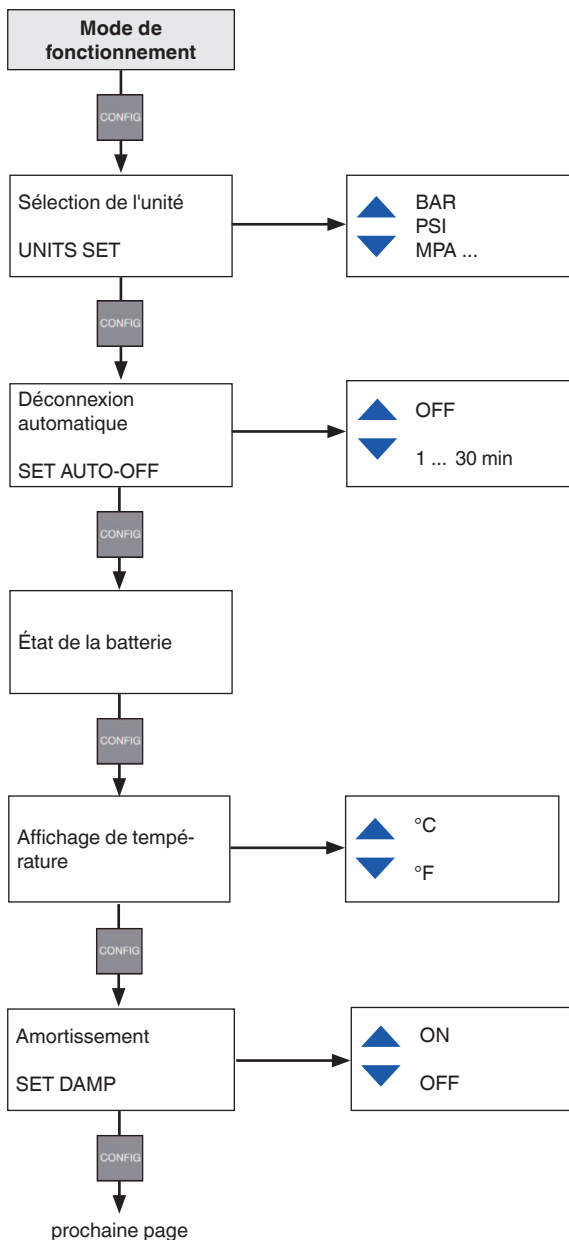 Mode de
fonctionnement
CONFIG
Sélection de l'unité
UNITS SET
BAR
PSI
MPA ...
CONFIG
Déconnexion
automatique
SET AUTO-OFF
OFF
1 ... 30 min
CONFIG
État de la batterie
CONFIG
Affichage de tempé-
rature
°C
°F
CONFIG
Amortissement
SET DAMP
ON
OFF
CONFIG
prochaine page